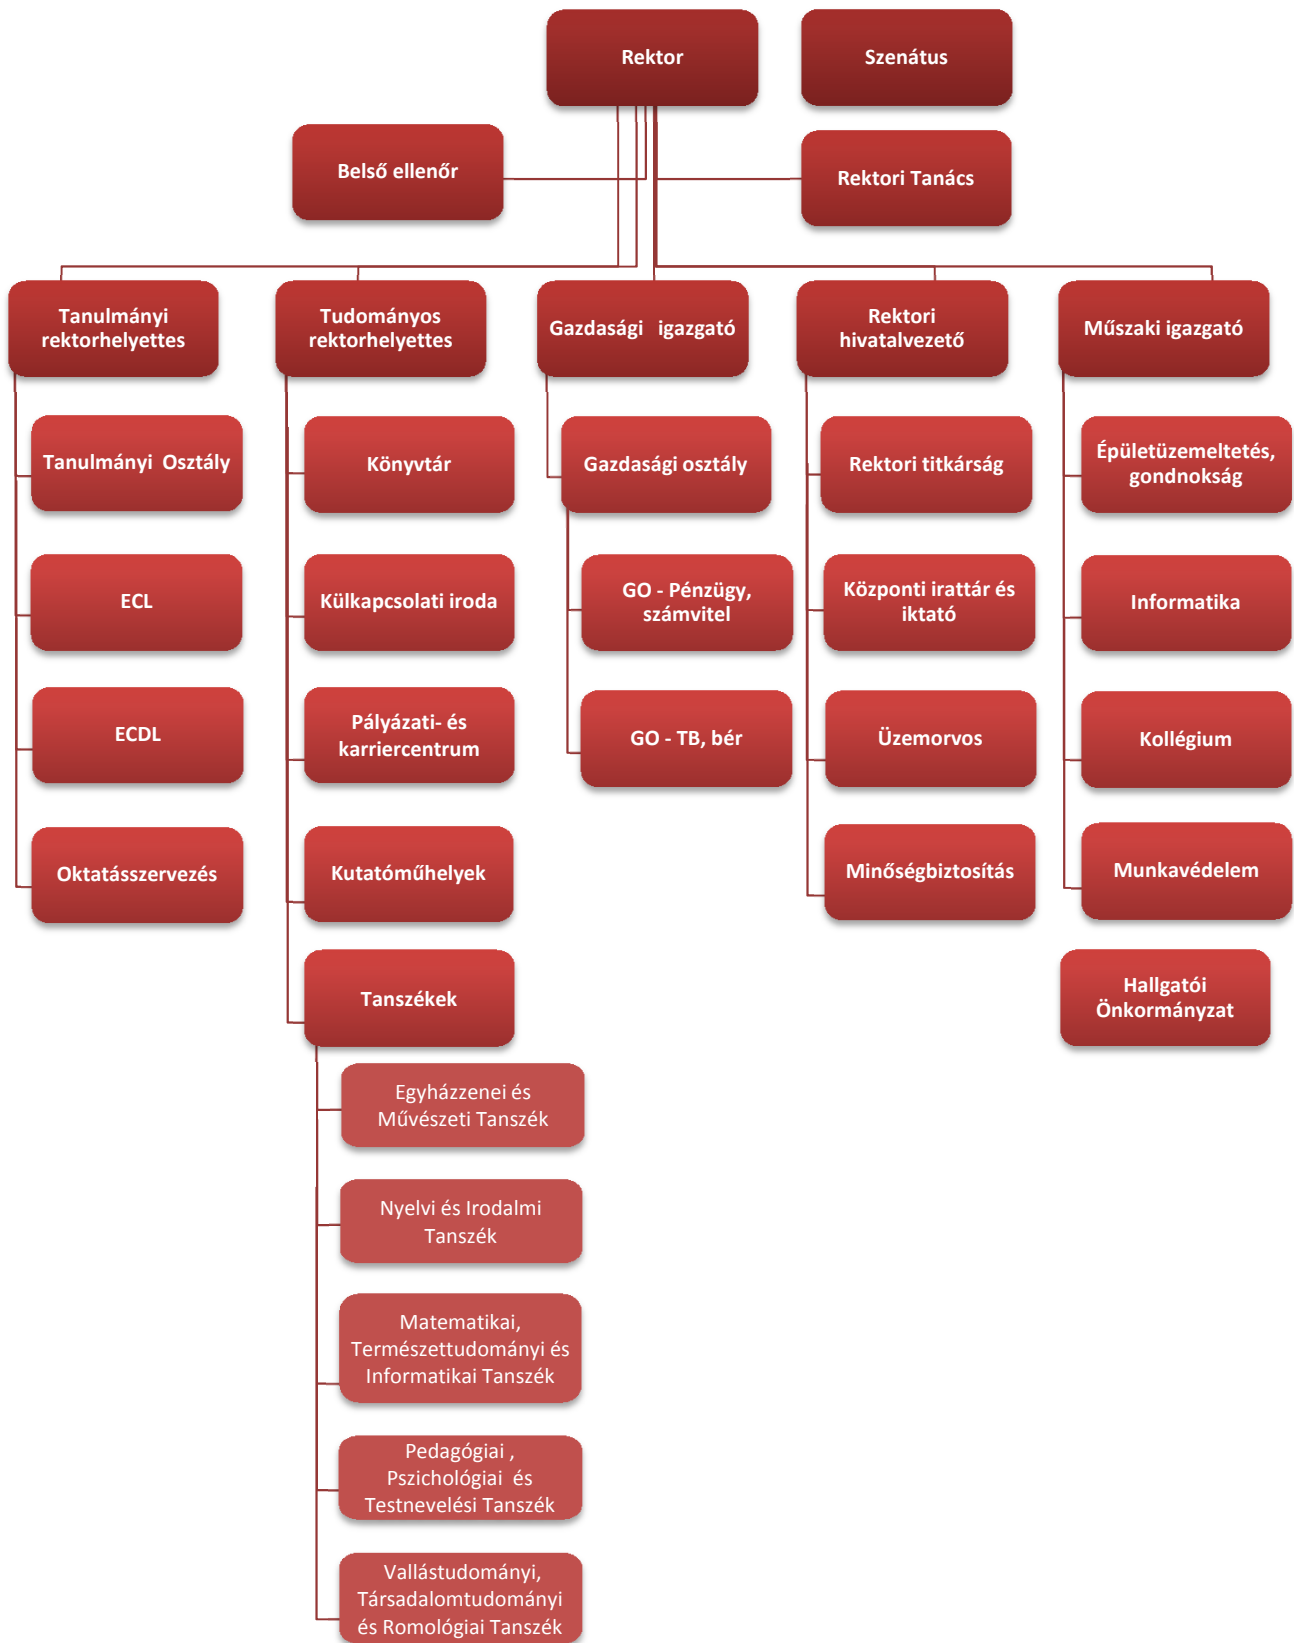 Rektor
Szenátus
Belső ellenőr
Rektori Tanács
Tanulmányi
rektorhelyettes
Tudományos
rektorhelyettes
Gazdasági igazgató
Rektori
hivatalvezető
Műszaki igazgató
Tanulmányi Osztály
Könyvtár
Gazdasági osztály
Rektori titkárság
Épületüzemeltetés,
gondnokság
ECL
Külkapcsolati iroda
GO - Pénzügy,
számvitel
Központi irattár és
iktató
Informatika
ECDL
Pályázati- és
karriercentrum
GO - TB, bér
Üzemorvos
Kollégium
Oktatásszervezés
Kutatóműhelyek
Minőségbiztosítás
Munkavédelem
Tanszékek
Hallgatói
Önkormányzat
Egyházzenei és
Művészeti Tanszék
Nyelvi és Irodalmi
Tanszék
Matematikai,
Természettudományi és
Informatikai Tanszék
Pedagógiai ,
Pszichológiai és
Testnevelési Tanszék
Vallástudományi,
Társadalomtudományi
és Romológiai Tanszék